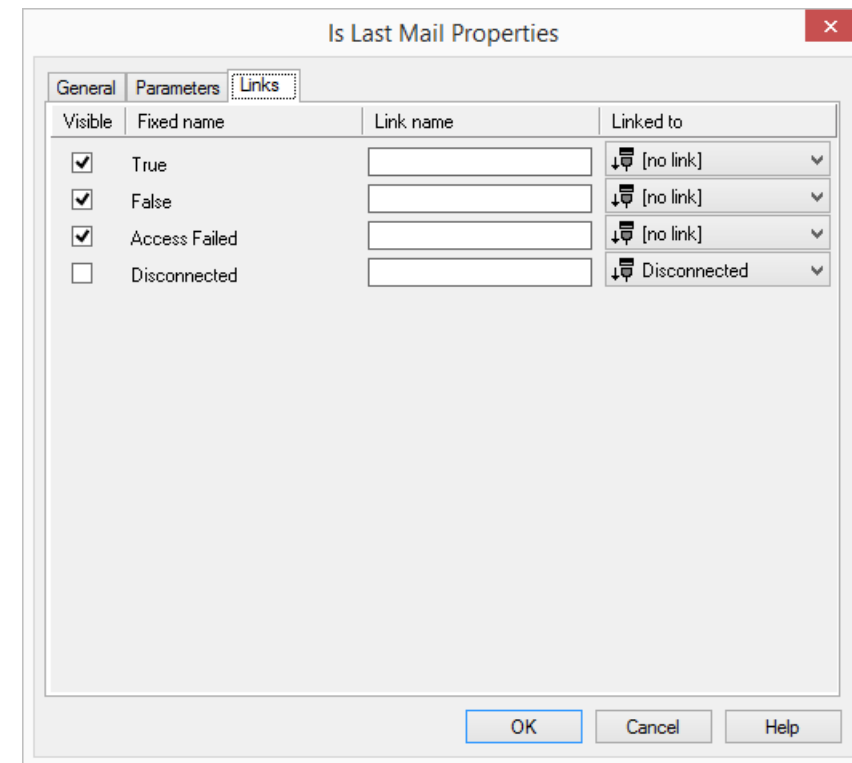 Is Last Mail Properties
General Parameters Links
Visible Fixed name Link name Linked to
True [no link]
False [no link]
Access Failed [no link]
Disconnected Disconnected
OK Cancel Help